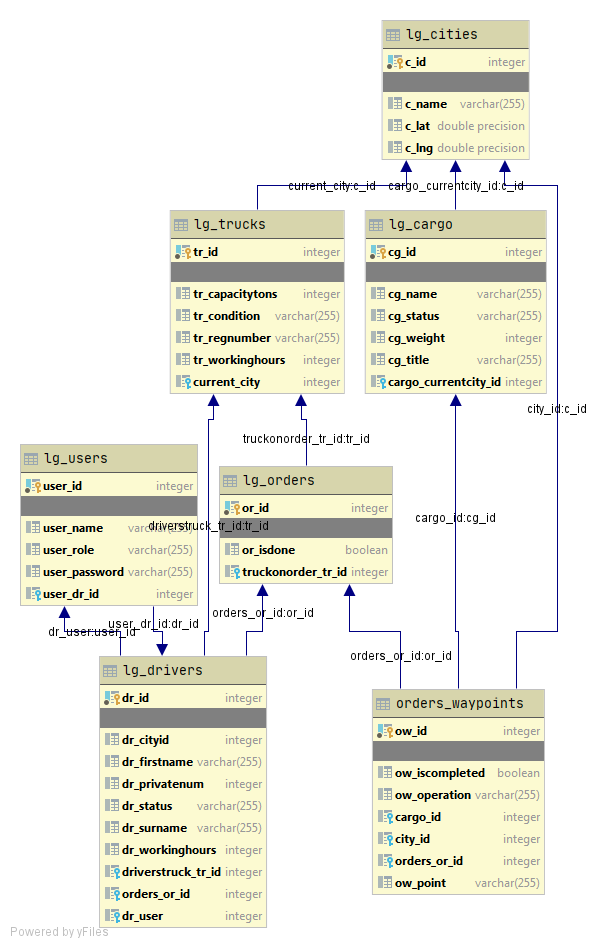 lg_cities
c_id integer
c_name varchar(255)
c_lat double precision
c_lng double precision
current_city:c_id
cargo_currentcity_id:c_id
lg_trucks
tr_id integer
tr_capacitytons integer
tr_condition varchar(255)
tr_regnumber varchar(255)
tr_workinghours integer
current_city integer
lg_cargo
cg_id integer
cg_name varchar(255)
cg_status varchar(255)
cg_weight integer
cg_title varchar(255)
cargo_currentcity_id integer
city_id:c_id
truckonorder_tr_id:tr_id
lg_users
user_id integer
user_name varchar(255)
user_role varchar(255)
user_password varchar(255)
user_dr_id integer
driverstruck_tr_id:tr_id
lg_orders
or_id integer
or_isdone boolean
truckonorder_tr_id integer
cargo_id:cg_id
dr_user:user_id
user_dr_id:dr_id
orders_or_id:or_id
orders_or_id:or_id
lg_drivers
dr_id integer
dr_cityid integer
dr_firstname varchar(255)
dr_privatenum integer
dr_status varchar(255)
dr_surname varchar(255)
dr_workinghours integer
driverstruck_tr_id integer
orders_or_id integer
dr_user integer
orders_waypoints
ow_id integer
ow_iscompleted boolean
ow_operation varchar(255)
cargo_id integer
city_id integer
orders_or_id integer
ow_point varchar(255)
Powered by yFiles